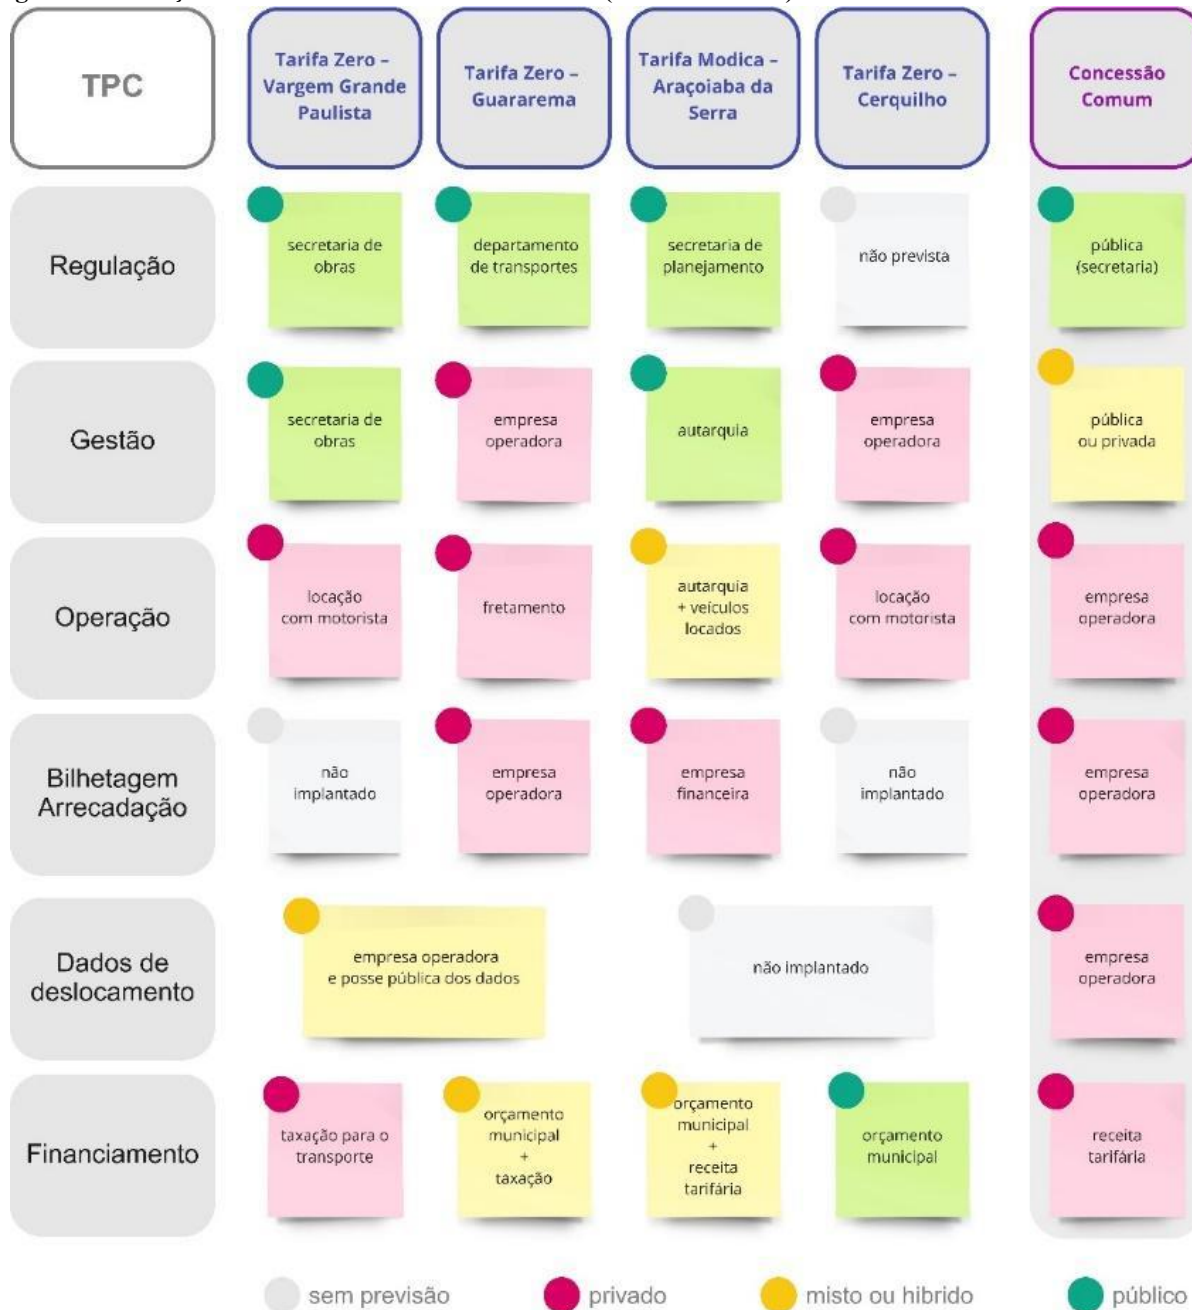 TPC
Tarifa Zero –
Vargem Grande
Paulista
Tarifa Zero –
Guararema
Tarifa Modica –
Araçoiaba da
Serra
Tarifa Zero –
Cerquilho
Concessão
Comum
Regulação
secretaria de
obras
departamento
de transportes
secretaria de
planejamento
não prevista
pública
(secretaria)
Gestão
secretaria de
obras
empresa
operadora
autarquia
empresa
operadora
pública
ou privada
Operação
locação
com motorista
fretamento
autarquia
+ veículos
locados
locação
com motorista
empresa
operadora
Bilhetagem
Arrecadação
não
implantado
empresa
operadora
empresa
financeira
não
implantado
empresa
operadora
Dados de
deslocamento
empresa operadora
e posse pública dos dados
não implantado
empresa
operadora
Financiamento
taxação para o
transporte
orçamento
municipal
+
taxação
orçamento
municipal
+
receita
tarifária
orçamento
municipal
receita
tarifária
sem previsão
privado
misto ou hibrido
público